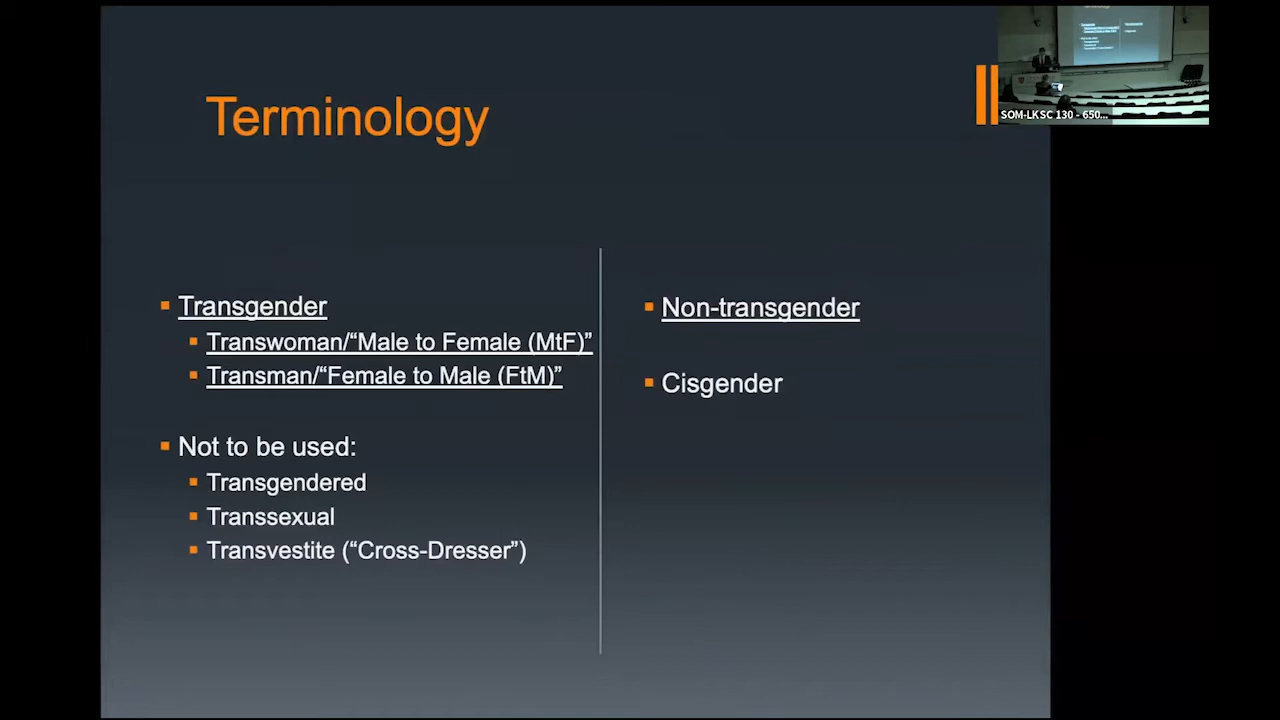 Terminology
SOM-LKSC 130 - 650...
Transgender
Transwoman/“Male to Female (MtF)”
Transman/“Female to Male (FtM)”
Not to be used:
Transgendered
Transsexual
Transvestite (“Cross-Dresser”)
Non-transgender
Cisgender